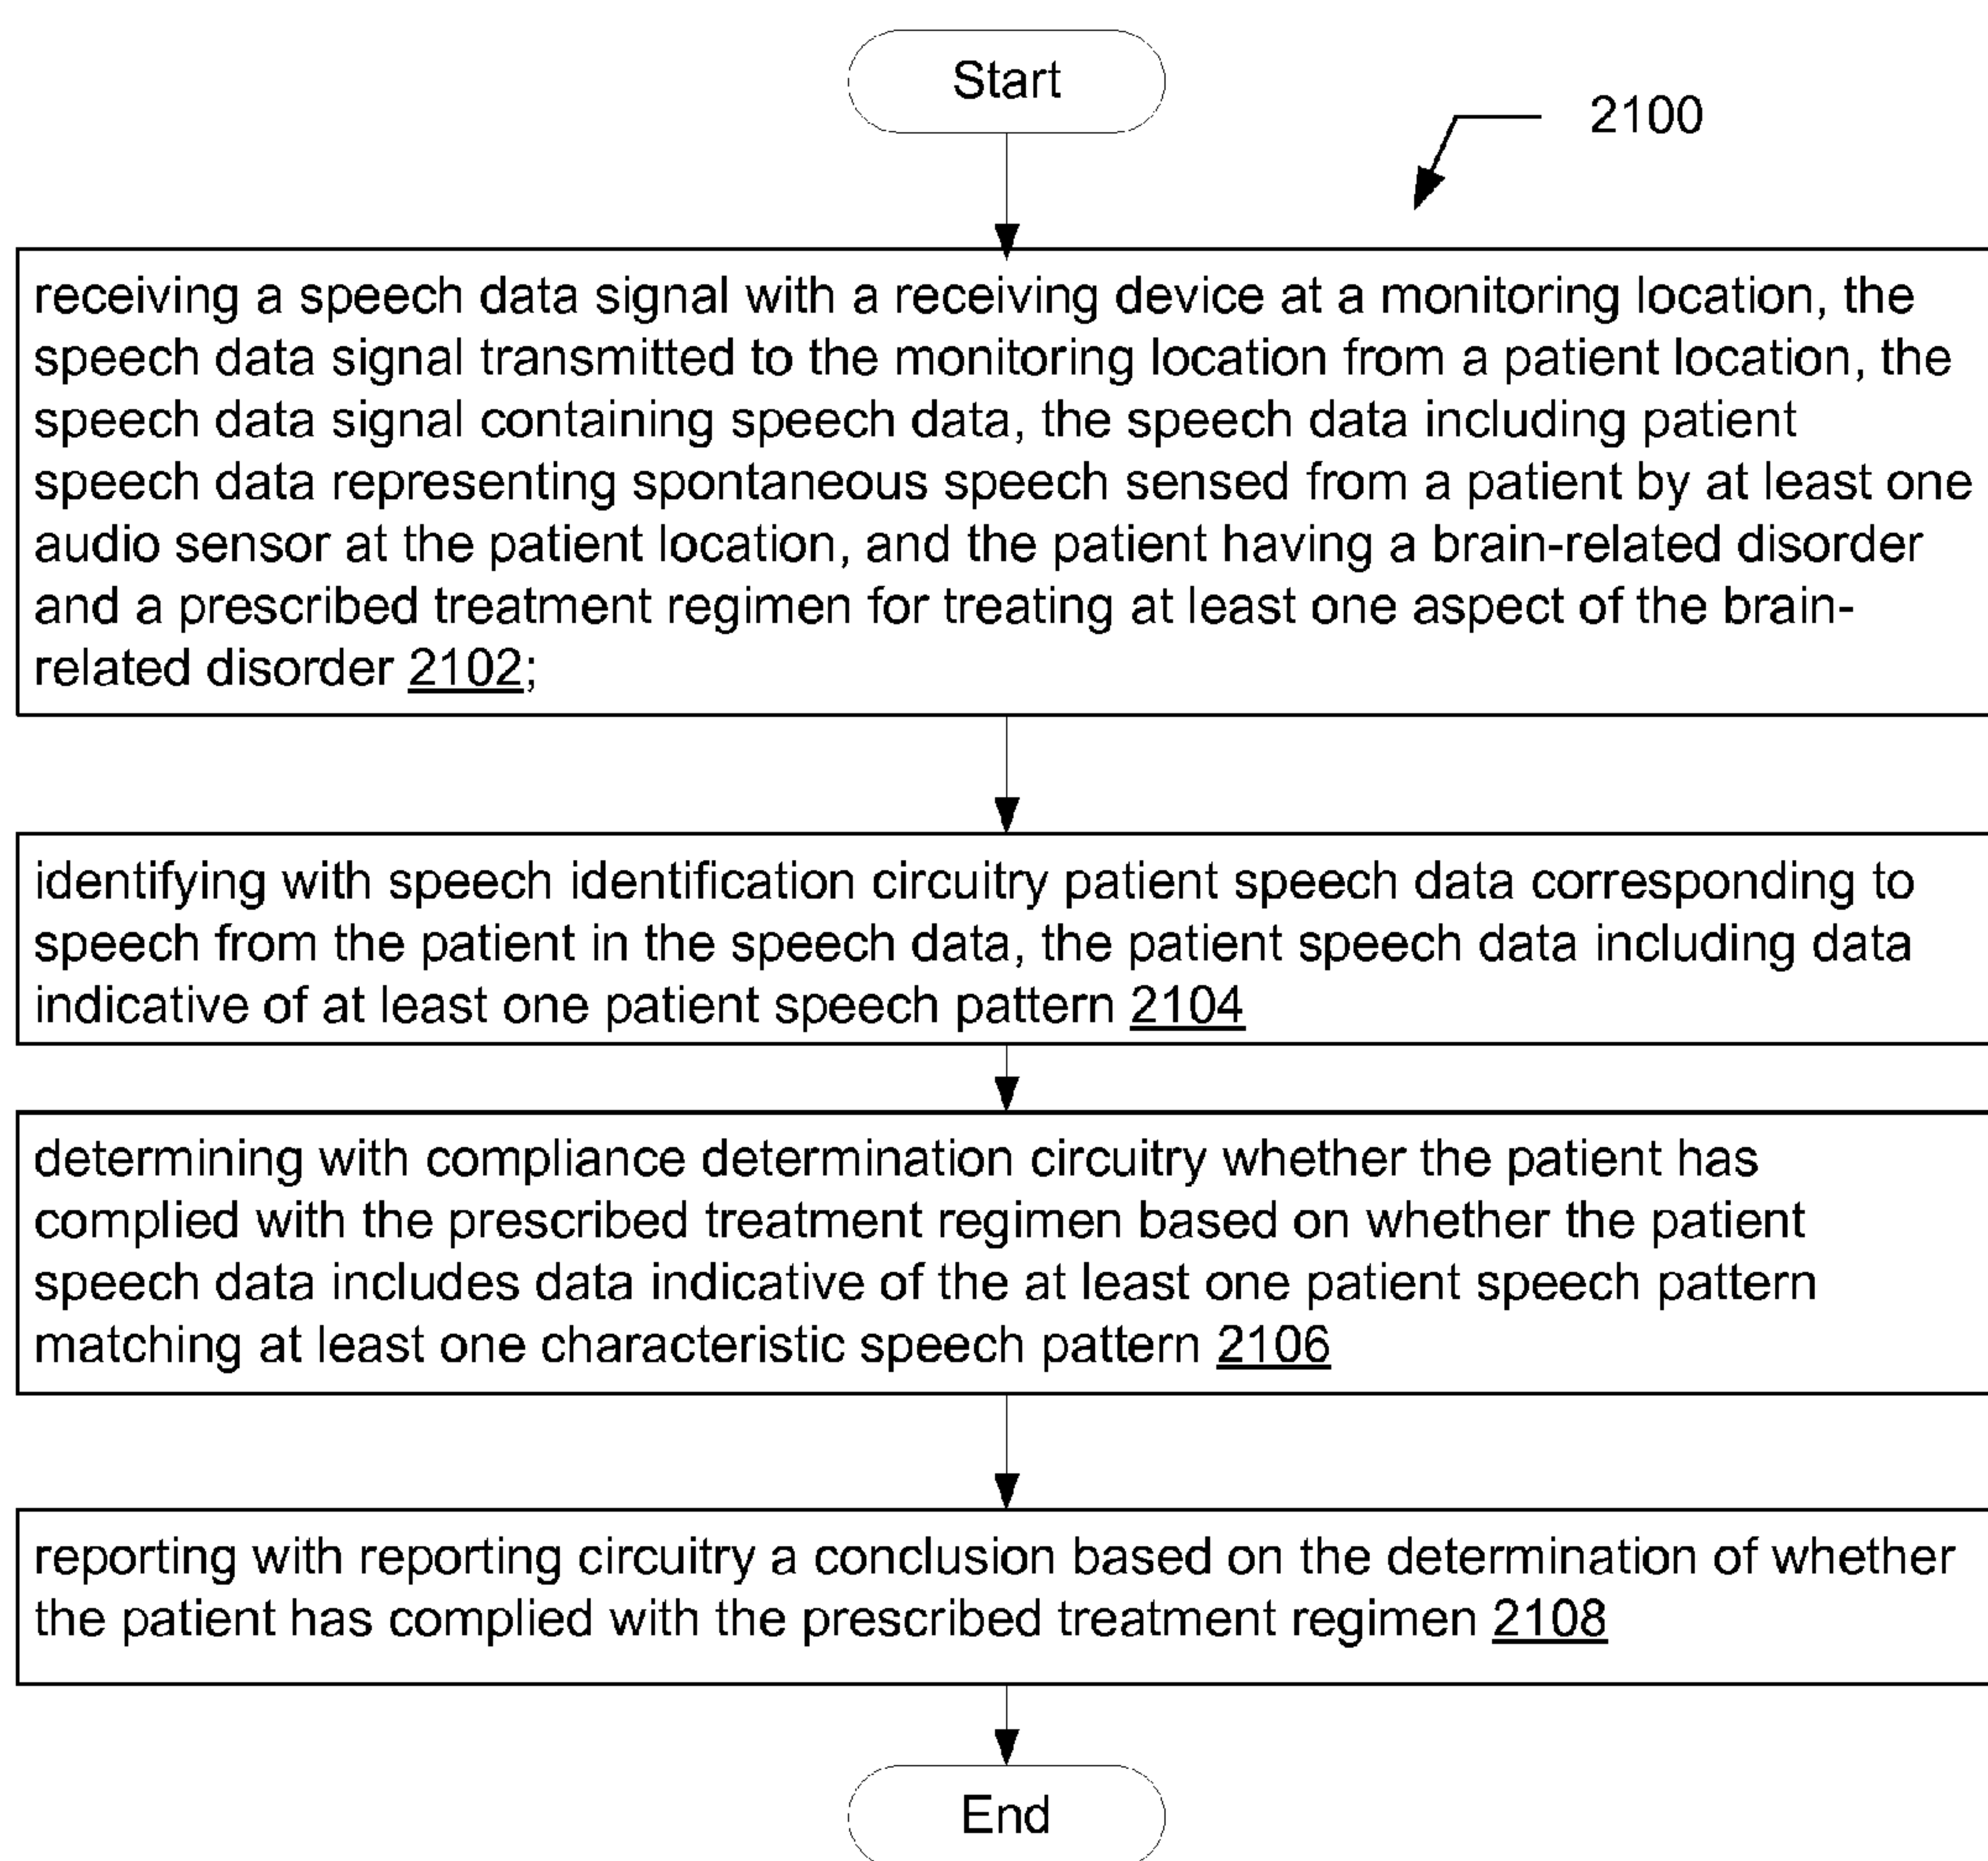 Start
2100
receiving a speech data signal with a receiving device at a monitoring location, the
speech data signal transmitted to the monitoring location from a patient location, the
speech data signal containing speech data, the speech data including patient
speech data representing spontaneous speech sensed from a patient by at least one
audio sensor at the patient location, and the patient having a brain-related disorder
and a prescribed treatment regimen for treating at least one aspect of the brain-
related disorder 2102;
identifying with speech identification circuitry patient speech data corresponding to
speech from the patient in the speech data, the patient speech data including data
indicative of at least one patient speech pattern 2104
determining with compliance determination circuitry whether the patient has
complied with the prescribed treatment regimen based on whether the patient
speech data includes data indicative of the at least one patient speech pattern
matching at least one characteristic speech pattern 2106
reporting with reporting circuitry a conclusion based on the determination of whether
the patient has complied with the prescribed treatment regimen 2108
End